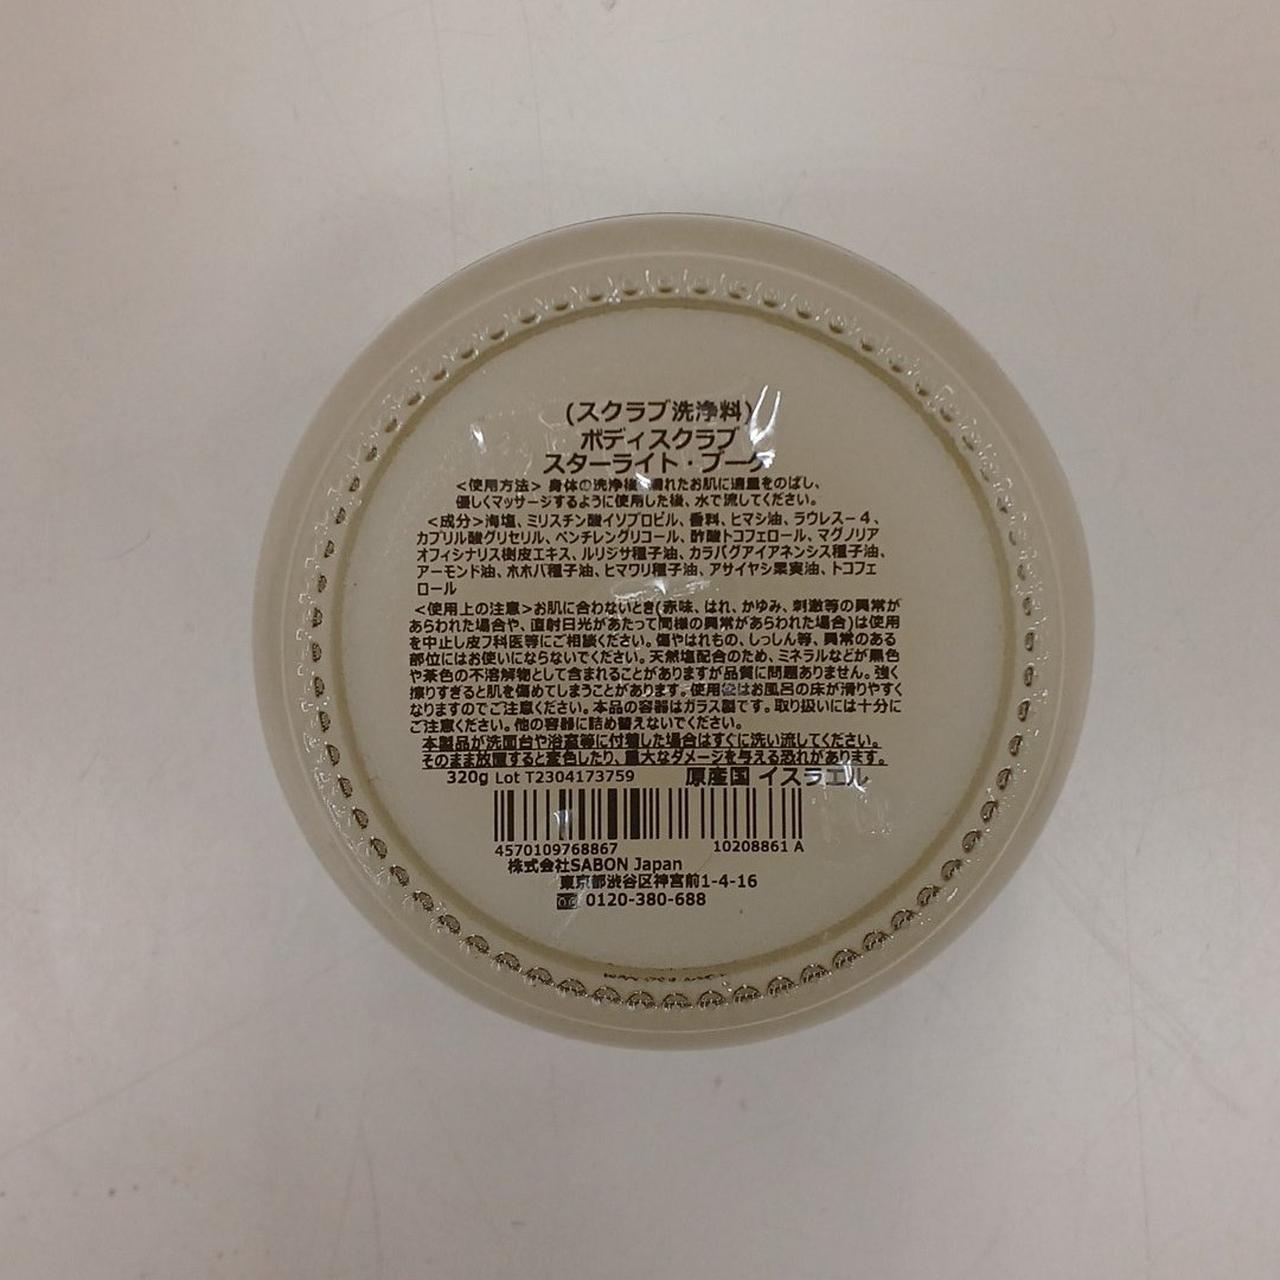 (スクラブ洗浄料)
ボディスクラブ
スターライト・ブーケ
<使用方法> 身体の洗浄後、濡れたお肌に適量をのばし、
優しくマッサージするように使用した後、水で流してください。
<成分>海塩、ミリスチン酸イソプロピル、香料、ヒマシ油、ラウレス－4、
カプリル酸グリセリル、ペンチレングリコール、酢酸トコフェロール、マグノリア
オフィシナリス樹皮エキス、ルリジサ種子油、カラパグアイアネンシス種子油、
アーモンド油、ホホバ種子油、ヒマワリ種子油、アサイヤシ果実油、トコフェ
ロール
<使用上の注意>お肌に合わないとき(赤味、はれ、かゆみ、刺激等の異常が
あらわれた場合や、直射日光があたって同様の異常があらわれた場合)は使用
を中止し皮フ科医等にご相談ください。傷やはれもの、しっしん等、異常のある
部位にはお使いにならないでください。天然塩配合のため、ミネラルなどが黒色
や茶色の不溶解物として含まれることがありますが品質に問題ありません。強く
擦りすぎると肌を傷めてしまうことがあります。使用後はお風呂の床が滑りやすく
なりますのでご注意ください。本品の容器はガラス製です。取り扱いには十分に
ご注意ください。他の容器に詰め替えないでください。
本製品が洗面台や浴室等に付着した場合はすぐに洗い流してください。
そのまま放置すると変色したり、重大なダメージを与える恐れがあります。
320g Lot T2304173759 原産国 イスラエル
4570109768867 10208861 A
株式会社SABON Japan
東京都渋谷区神宮前1-4-16
0120-380-688